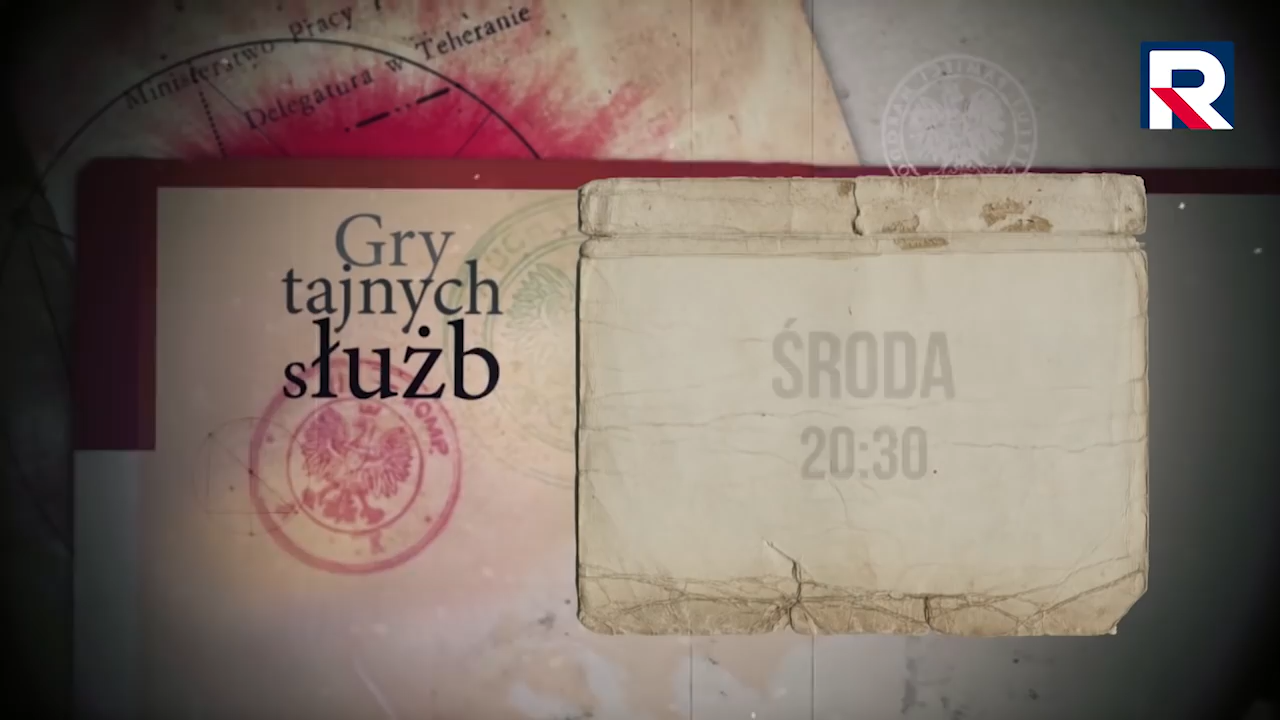 Ministerstwo Pracy
Delegatura w Teheranie
R
Gry
tajnych
służb
ŚRODA
20:30